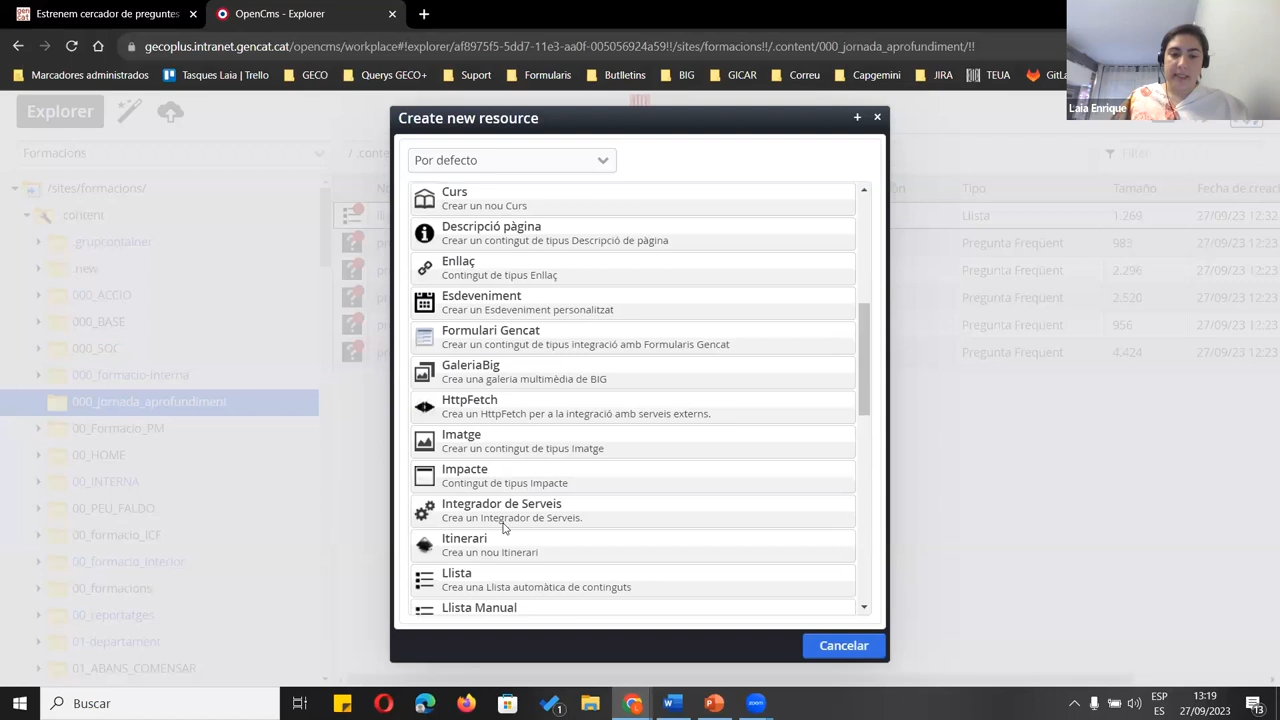 Estrenem cercador de preguntes
OpenCms - Explorer
geoplus.intranet.gencat.cat/opencms/workplace#!explorer/af8975f5-5dd7-11e3-aa0f-005056924a59!!/sites/formacions!!/.content/000_jornada_aprofundiment/!!
Marcadores administrados
Tasques Laia | Trello
GECO
Querys GECO+
Suport
Formularis
Butlletins
BIG
GICAR
Correu
Capgemini
JIRA
TEUA
GitLa
Laia Enrique
Explorer
Create new resource
Formacions
/ .conte
Filter
Por defecto
/sites/formacions/
Tipo
Tamaño
Fecha de creac
.content
Llista
1.269
27/09/23 12:32
.grupcontainer
Pregunta Freqüent
983
27/09/23 12:
.new
Pregunta Freqüent
2.296
27/09/23 12:
000_ACCIO
Pregunta Freqüent
27/09/23 12:
000_BASE
Pregunta Freqüent
956
27/09/23 12:
000_SOC
Pregunta Freqüent
4.424
27/09/23 12:
000_formacio-interna
000_jornada_aprofundiment
00_Formacio_PM
00_HOME
00_INTERNA
00_PEU_FALDO
00_formacio_ICF
00_formacio_Interior
00_formacions
00_reportatges
01-departament
01_ABANS_COMENSAR
Curs
Crear un nou Curs
Descripció pàgina
Crear un contingut de tipus Descripció de pàgina
Enllaç
Contingut de tipus Enllaç
Esdeveniment
Crear un Esdeveniment personalitzat
Formulari Gencat
Crear un contingut de tipus integració amb Formularis Gencat
GaleriaBig
Crea una galeria multimèdia de BIG
HttpFetch
Crea un HttpFetch per a la integració amb serveis externs.
Imatge
Crear un contingut de tipus Imatge
Impacte
Contingut de tipus Impacte
Integrador de Serveis
Crea un Integrador de Serveis.
Itinerari
Crea un nou Itinerari
Llista
Crea una Llista automàtica de continguts
Llista Manual
Cancelar
Buscar
ESP
ES
13:19
27/09/2023
13